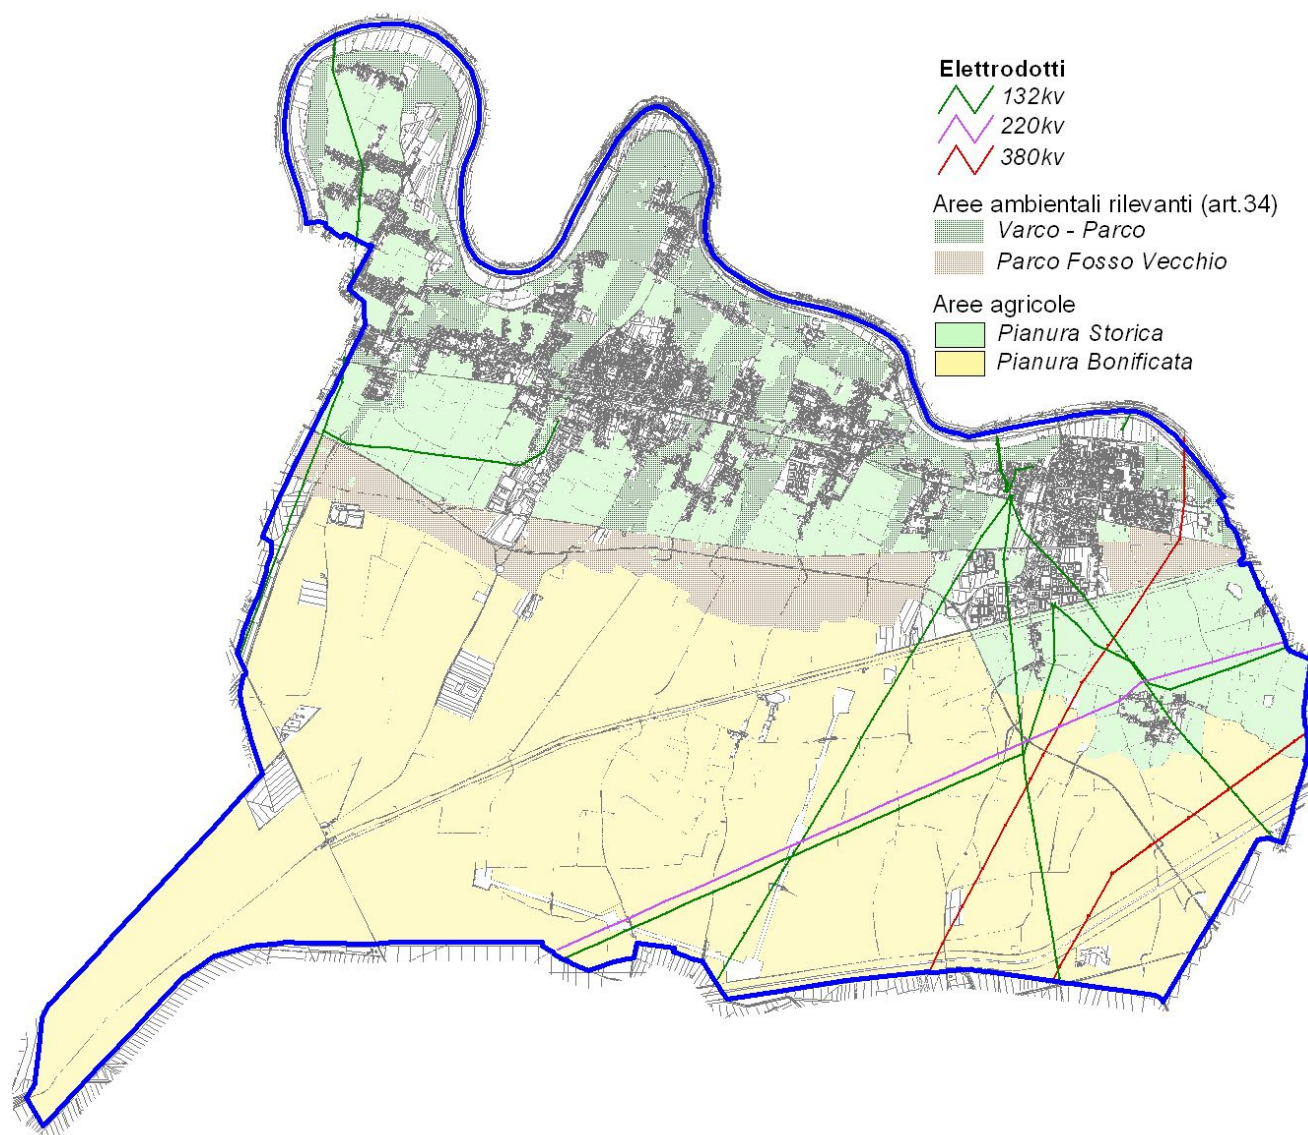 Elettrodotti
132kv
220kv
380kv
Aree ambientali rilevanti (art.34)
Varco - Parco
Parco Fosso Vecchio
Aree agricole
Pianura Storica
Pianura Bonificata